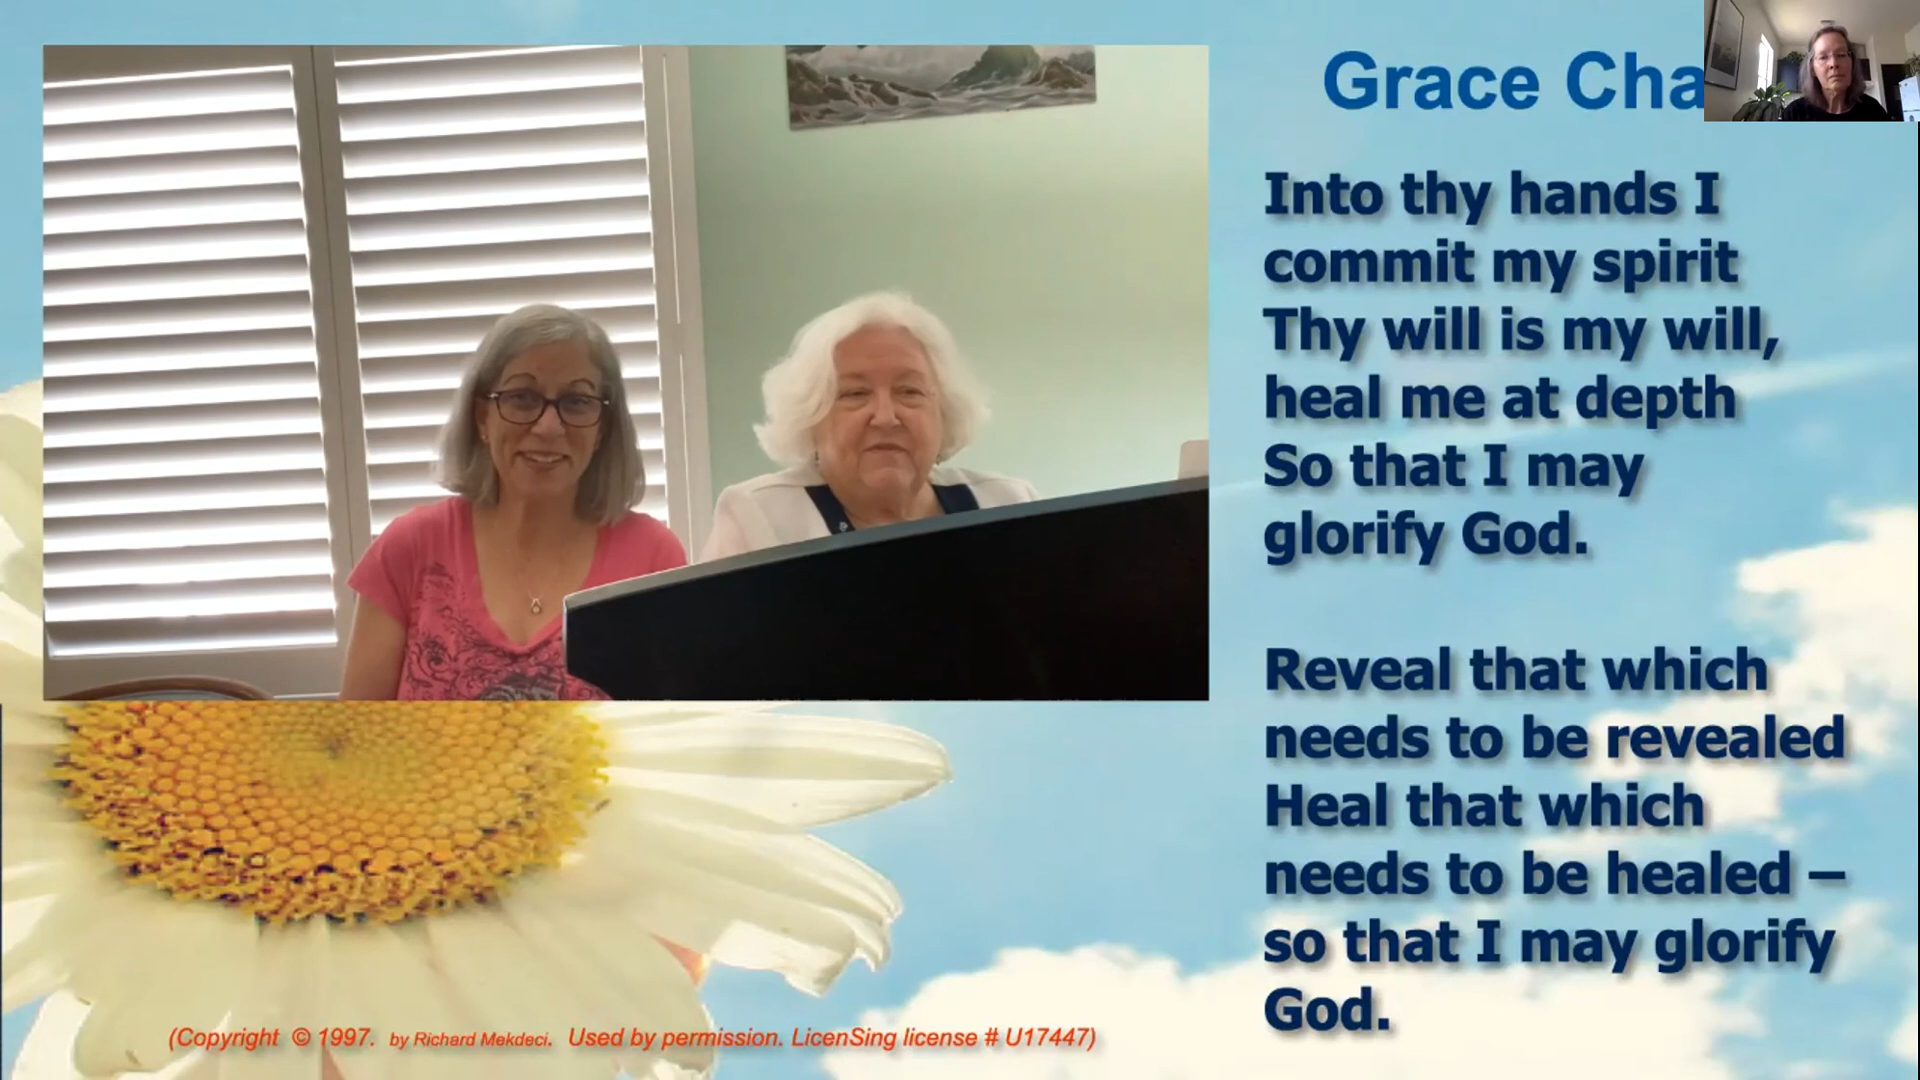 Grace Cha
Into thy hands I
commit my spirit
Thy will is my will,
heal me at depth
So that I may
glorify God.
Reveal that which
needs to be revealed
Heal that which
needs to be healed –
so that I may glorify
God.
(Copyright © 1997. by Richard Mekdeci. Used by permission. LicenSing license # U17447)